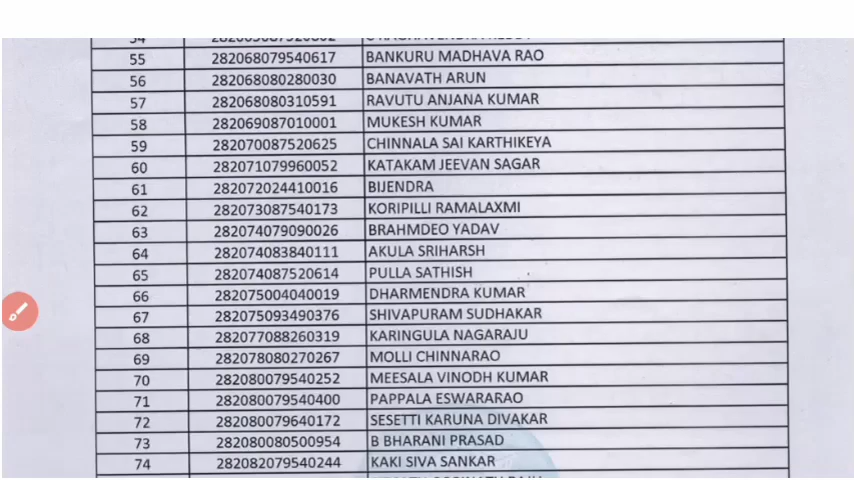 55 282068079540617 BANKURU MADHAVA RAO
56 282068080280030 BANAVATH ARUN
57 282068080310591 RAVUTU ANJANA KUMAR
58 282069087010001 MUKESH KUMAR
59 282070087520625 CHINNALA SAI KARTHIKEYA
60 282071079960052 KATAKAM JEEVAN SAGAR
61 282072024410016 BIJENDRA
62 282073087540173 KORIPILLI RAMALAXMI
63 282074079090026 BRAHMDEO YADAV
64 282074083840111 AKULA SRIHARSH
65 282074087520614 PULLA SATHISH
66 282075004040019 DHARMENDRA KUMAR
67 282075093490376 SHIVAPURAM SUDHAKAR
68 282077088260319 KARINGULA NAGARAJU
69 282078080270267 MOLLI CHINNARAO
70 282080079540252 MEESALA VINODH KUMAR
71 282080079540400 PAPPALA ESWARARAO
72 282080079640172 SESETTI KARUNA DIVAKAR
73 282080080500954 B BHARANI PRASAD
74 282082079540244 KAKI SIVA SANKAR